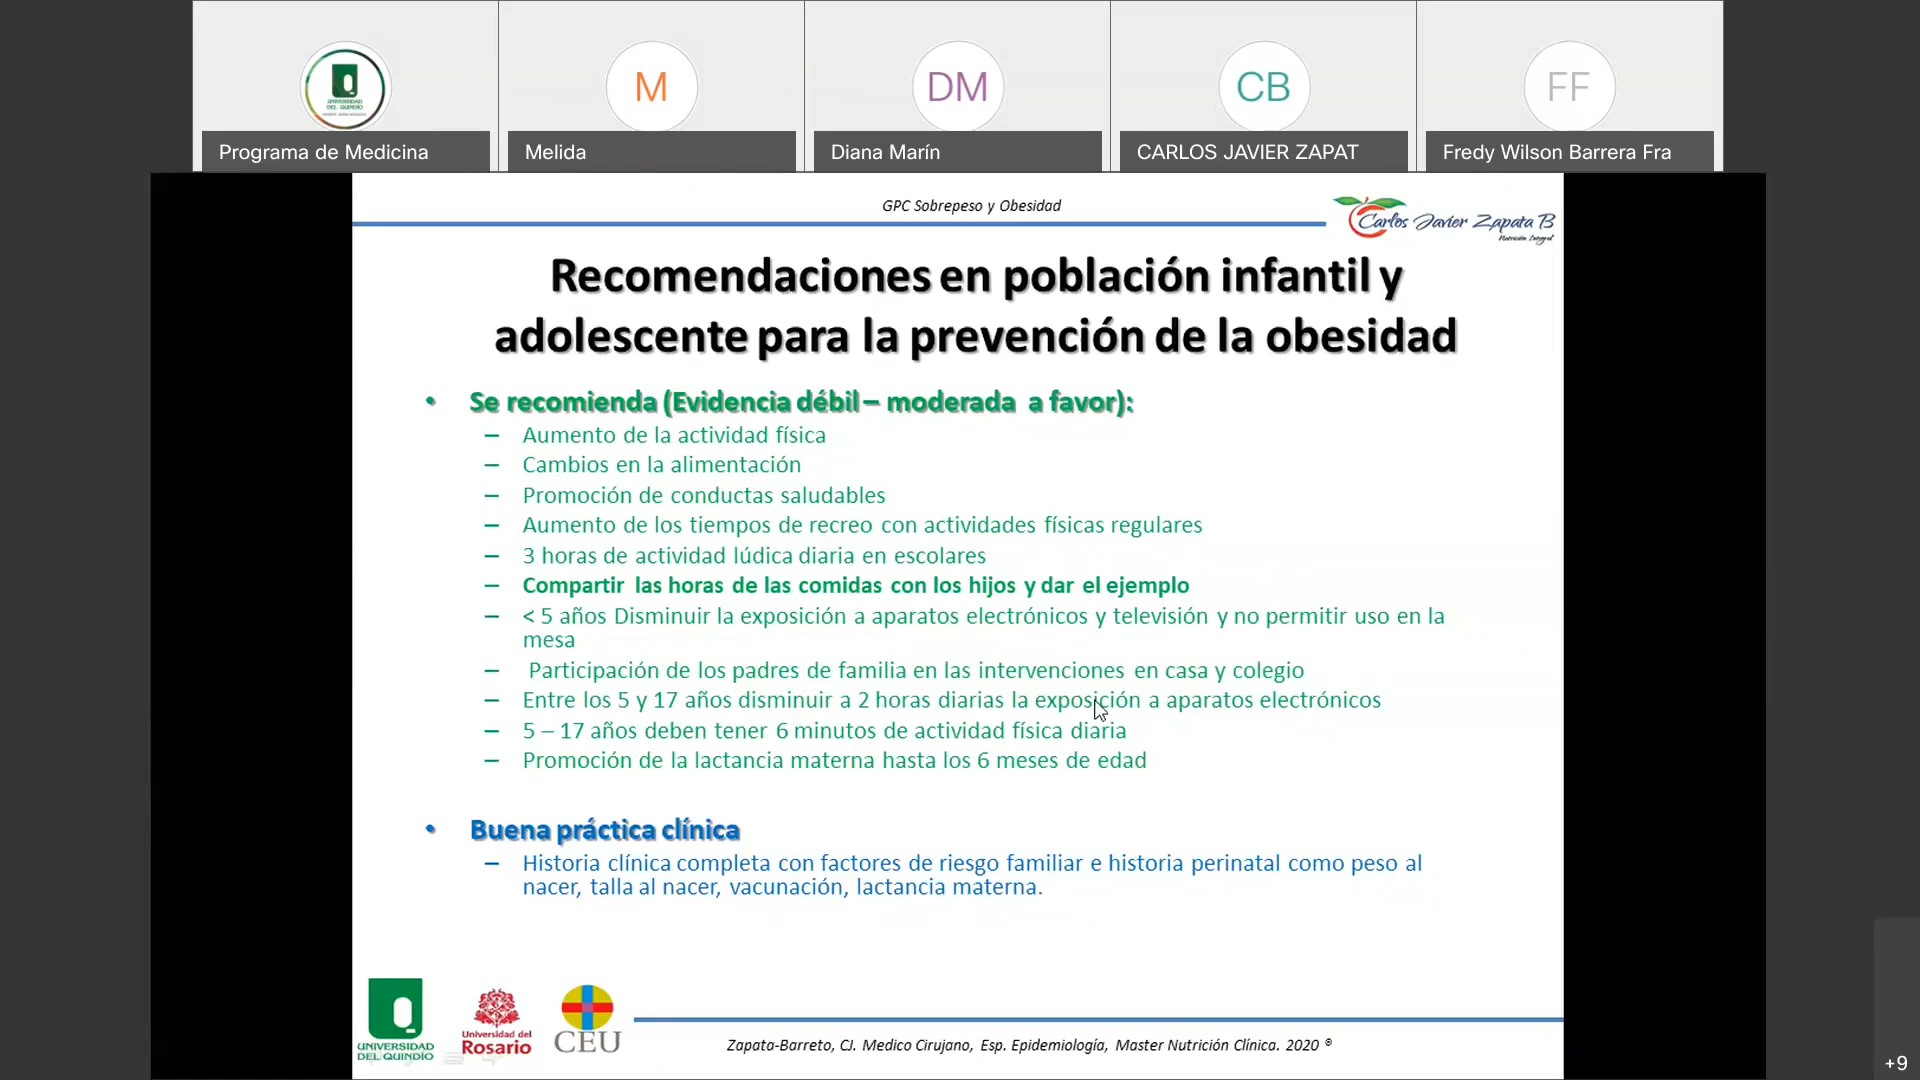 UNIVERSIDAD
DEL QUINDÍO
M
DM
CB
FF
Programa de Medicina
Melida
Diana Marín
CARLOS JAVIER ZAPAT
Fredy Wilson Barrera Fra
GPC Sobrepeso y Obesidad
Carlos Javier Zapata B
Nutrición Integral
Recomendaciones en población infantil y
adolescente para la prevención de la obesidad
• Se recomienda (Evidencia débil – moderada a favor):
– Aumento de la actividad física
– Cambios en la alimentación
– Promoción de conductas saludables
– Aumento de los tiempos de recreo con actividades físicas regulares
– 3 horas de actividad lúdica diaria en escolares
– Compartir las horas de las comidas con los hijos y dar el ejemplo
– < 5 años Disminuir la exposición a aparatos electrónicos y televisión y no permitir uso en la
mesa
– Participación de los padres de familia en las intervenciones en casa y colegio
– Entre los 5 y 17 años disminuir a 2 horas diarias la exposición a aparatos electrónicos
– 5 – 17 años deben tener 6 minutos de actividad física diaria
– Promoción de la lactancia materna hasta los 6 meses de edad
• Buena práctica clínica
– Historia clínica completa con factores de riesgo familiar e historia perinatal como peso al
nacer, talla al nacer, vacunación, lactancia materna.
UNIVERSIDAD
DEL QUINDÍO
Universidad del
Rosario
CEU
Zapata-Barreto, CJ. Medico Cirujano, Esp. Epidemiología, Master Nutrición Clínica. 2020 ®
+9